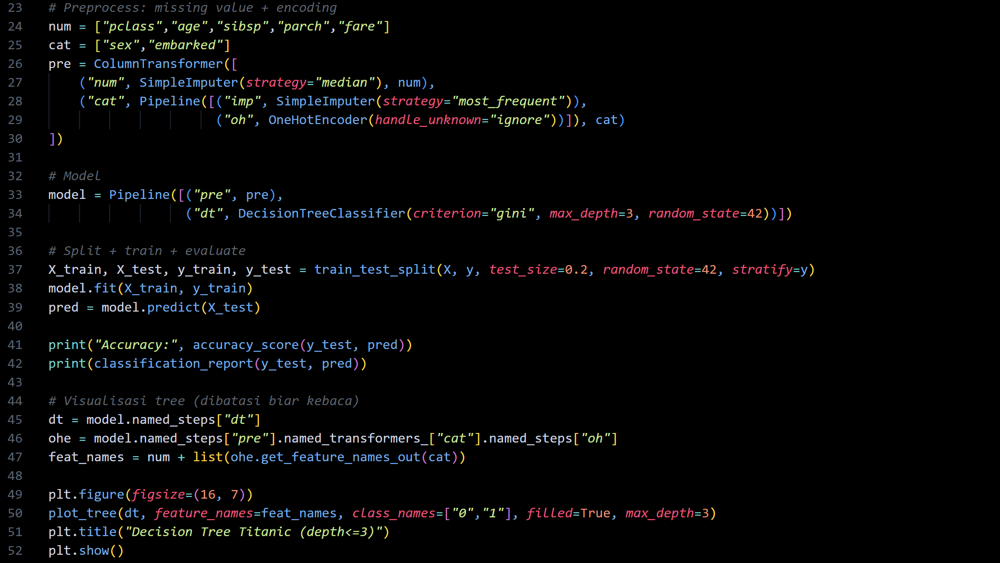 23 # Preprocess: missing value + encoding
24 num = ["pclass","age","sibsp","parch","fare"]
25 cat = ["sex","embarked"]
26 pre = ColumnTransformer([
27     ("num", SimpleImputer(strategy="median"), num),
28     ("cat", Pipeline([("imp", SimpleImputer(strategy="most_frequent")),
29                       ("oh", OneHotEncoder(handle_unknown="ignore"))]), cat)
30 ])
31
32 # Model
33 model = Pipeline([("pre", pre),
34                   ("dt", DecisionTreeClassifier(criterion="gini", max_depth=3, random_state=42))])
35
36 # Split + train + evaluate
37 X_train, X_test, y_train, y_test = train_test_split(X, y, test_size=0.2, random_state=42, stratify=y)
38 model.fit(X_train, y_train)
39 pred = model.predict(X_test)
40
41 print("Accuracy:", accuracy_score(y_test, pred))
42 print(classification_report(y_test, pred))
43
44 # Visualisasi tree (dibatasi biar kebaca)
45 dt = model.named_steps["dt"]
46 ohe = model.named_steps["pre"].named_transformers_["cat"].named_steps["oh"]
47 feat_names = num + list(ohe.get_feature_names_out(cat))
48
49 plt.figure(figsize=(16, 7))
50 plot_tree(dt, feature_names=feat_names, class_names=["0","1"], filled=True, max_depth=3)
51 plt.title("Decision Tree Titanic (depth<=3)")
52 plt.show()